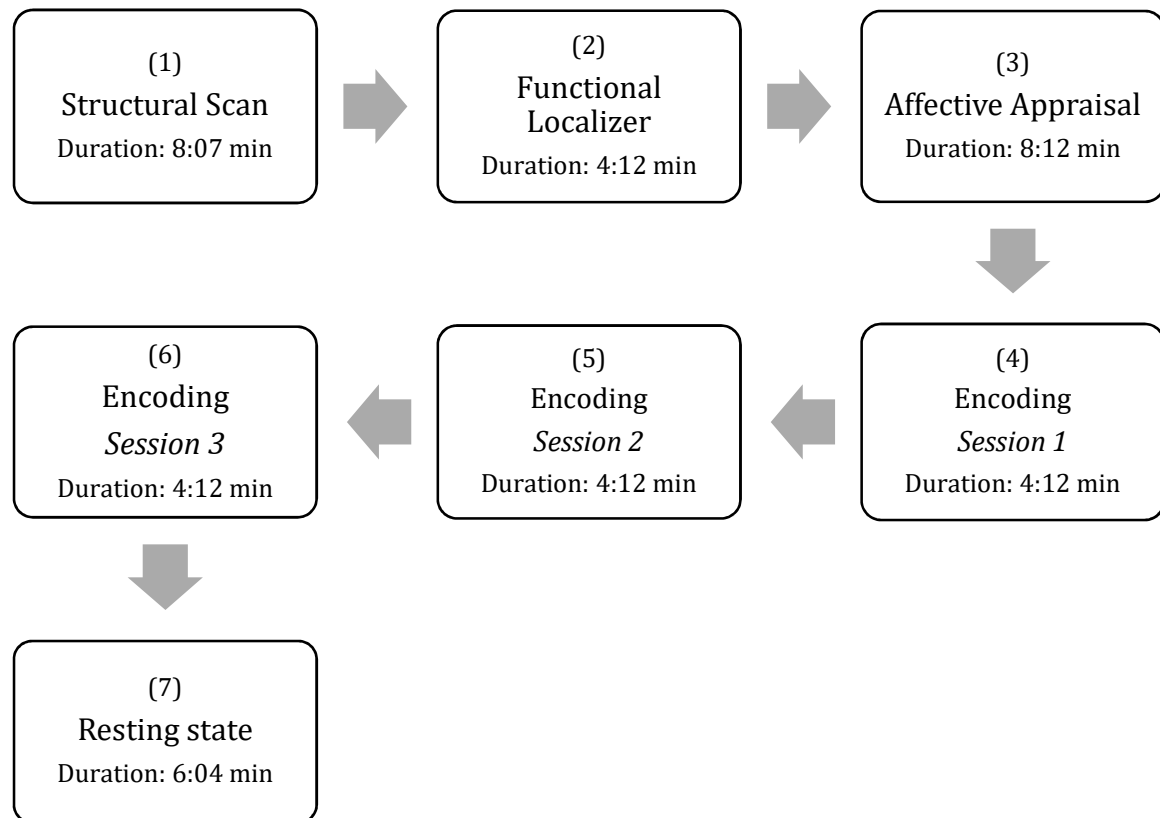 (1)
Structural Scan
Duration: 8:07 min
(2)
Functional
Localizer
Duration: 4:12 min
(3)
Affective Appraisal
Duration: 8:12 min
(4)
Encoding
Session 1
Duration: 4:12 min
(5)
Encoding
Session 2
Duration: 4:12 min
(6)
Encoding
Session 3
Duration: 4:12 min
(7)
Resting state
Duration: 6:04 min